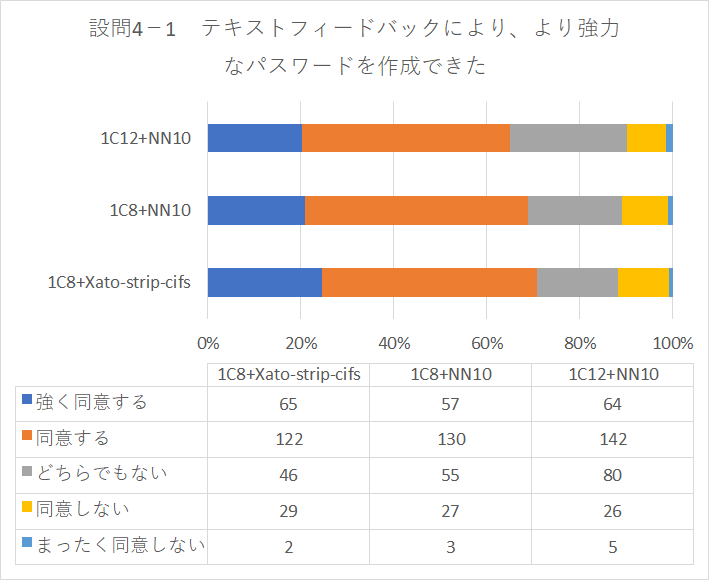 設問4－1　テキストフィードバックにより、より強力
なパスワードを作成できた
1C12+NN10
1C8+NN10
1C8+Xato-strip-cifs
0% 20% 40% 60% 80% 100%
1C8+Xato-strip-cifs 1C8+NN10 1C12+NN10
強く同意する 65 57 64
同意する 122 130 142
どちらでもない 46 55 80
同意しない 29 27 26
まったく同意しない 2 3 5